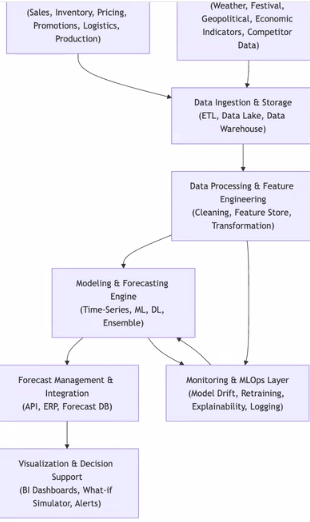 (Sales, Inventory, Pricing,
Promotions, Logistics,
Production)
(Weather, Festival,
Geopolitical, Economic
Indicators, Competitor
Data)
Data Ingestion & Storage
(ETL, Data Lake, Data
Warehouse)
Data Processing & Feature
Engineering
(Cleaning, Feature Store,
Transformation)
Modeling & Forecasting
Engine
(Time-Series, ML, DL,
Ensemble)
Forecast Management &
Integration
(API, ERP, Forecast DB)
Monitoring & MLOps Layer
(Model Drift, Retraining,
Explainability, Logging)
Visualization & Decision
Support
(BI Dashboards, What-if
Simulator, Alerts)